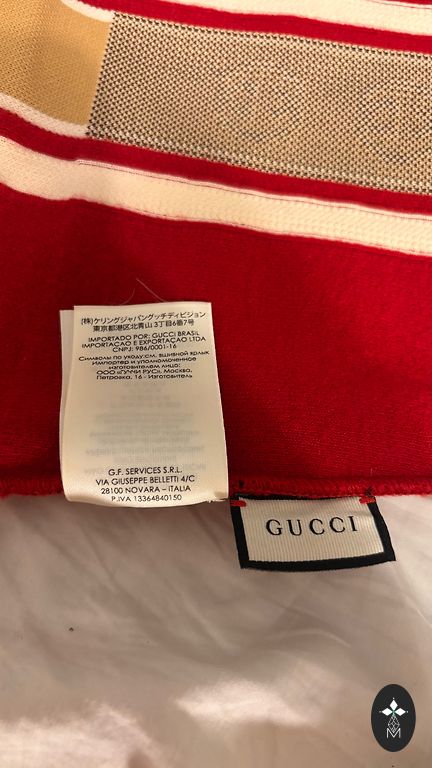 (株)ケリングジャパングッチディビジョン
東京都港区北青山3丁目6番7号
IMPORTADO POR: GUCCI BRASIL
IMPORTACAO E EXPORTAÇAO LTDA
CNPJ: 986/0001-16
Символы по уходу:см. вшивной ярлык
Импортер и уполномоченное
изготовителем лицо:
ООО «ГУЧЧИ РУС», Москва,
Петровка, 16 - Изготовитель
G.F. SERVICES S.R.L.
VIA GIUSEPPE BELLETTI 4/C
28100 NOVARA – ITALIA
P.IVA 13364840150
GUCCI
M